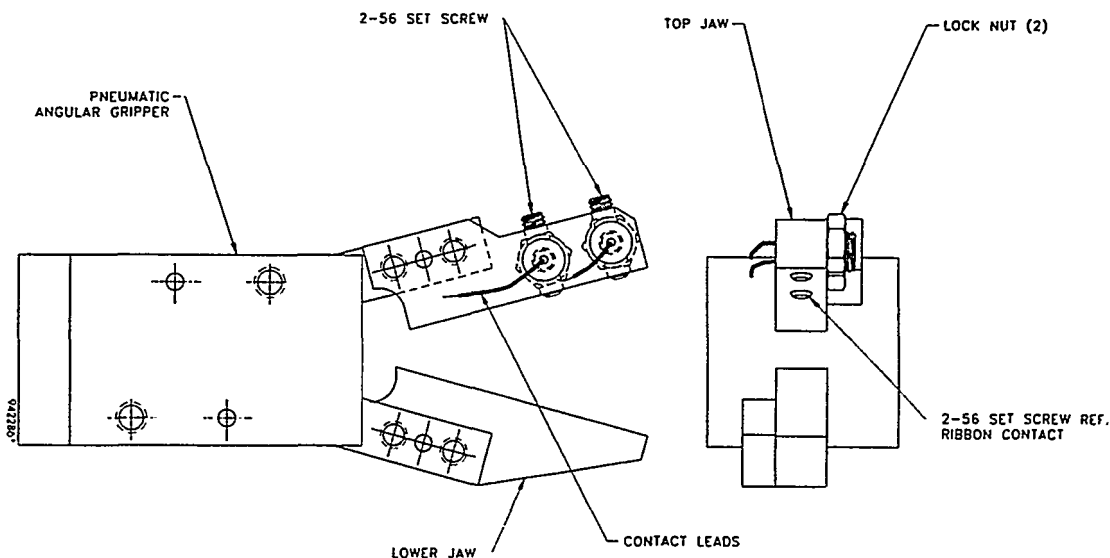 2-56 SET SCREW
TOP JAW
LOCK NUT (2)
PNEUMATIC
ANGULAR GRIPPER
2-56 SET SCREW REF.
RIBBON CONTACT
CONTACT LEADS
LOWER JAW